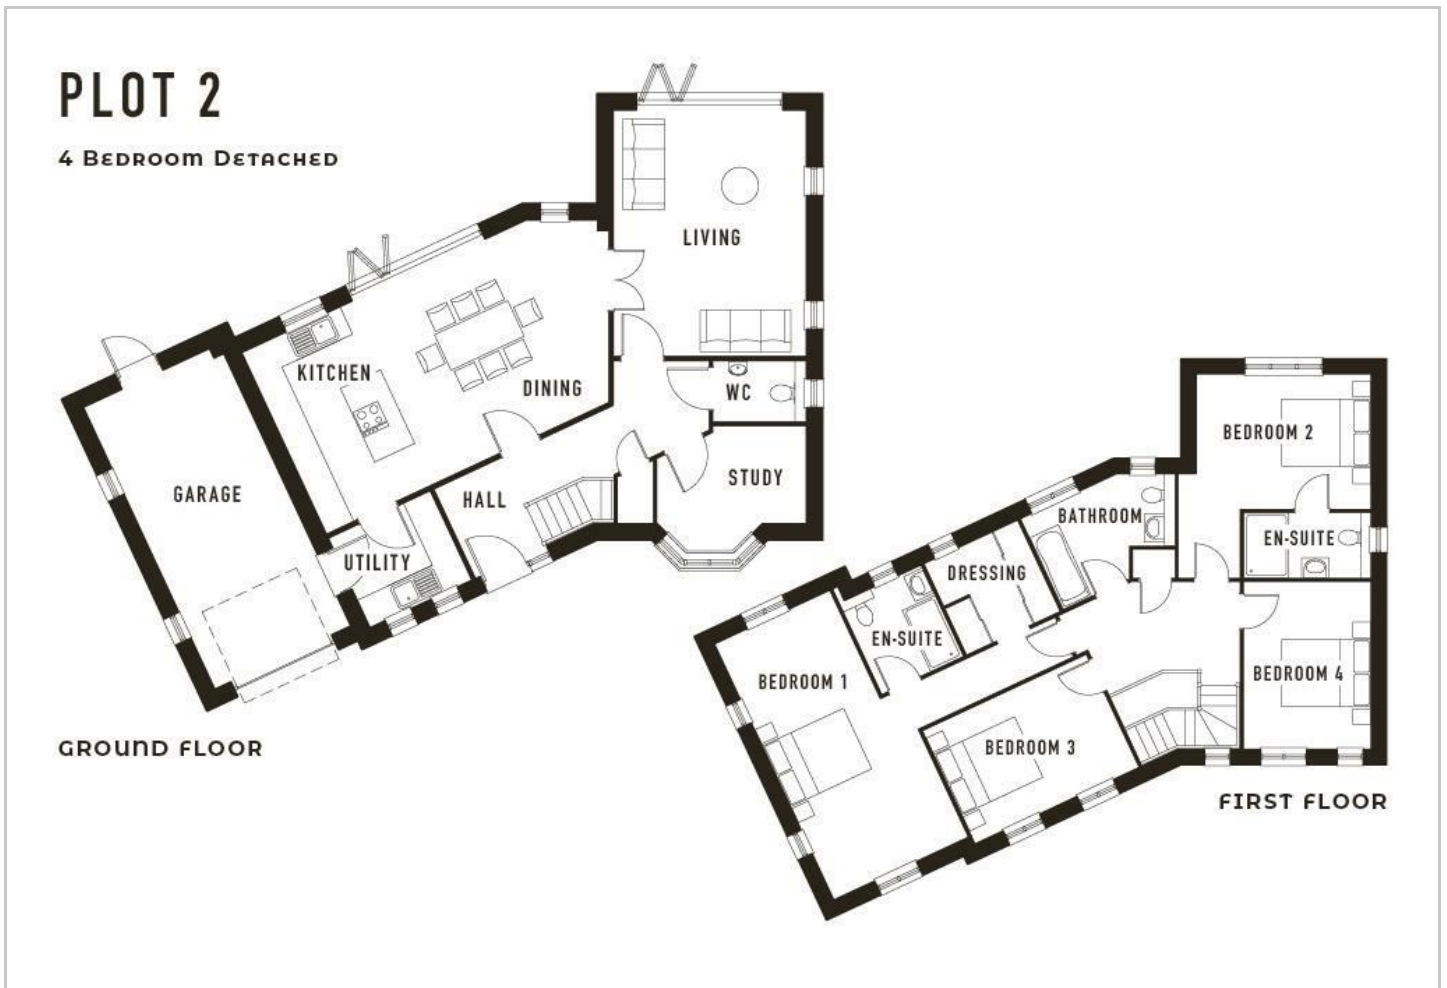 PLOT 2
4 Bedroom Detached
LIVING
KITCHEN
DINING
WC
STUDY
GARAGE
HALL
UTILITY
GROUND FLOOR
BEDROOM 2
BATHROOM
EN-SUITE
DRESSING
EN-SUITE
BEDROOM 1
BEDROOM 4
BEDROOM 3
FIRST FLOOR